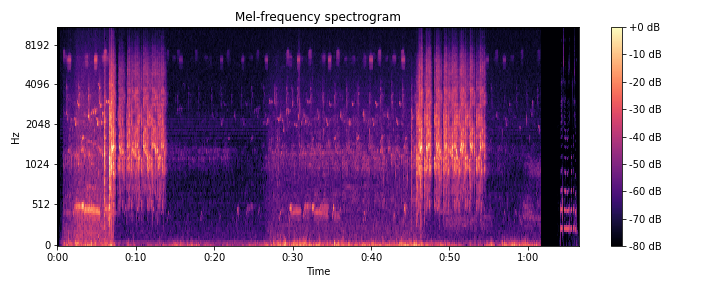 Mel-frequency spectrogram
8192
4096
2048
1024
512
0
Hz
0:00 0:10 0:20 0:30 0:40 0:50 1:00
Time
+0 dB
-10 dB
-20 dB
-30 dB
-40 dB
-50 dB
-60 dB
-70 dB
-80 dB